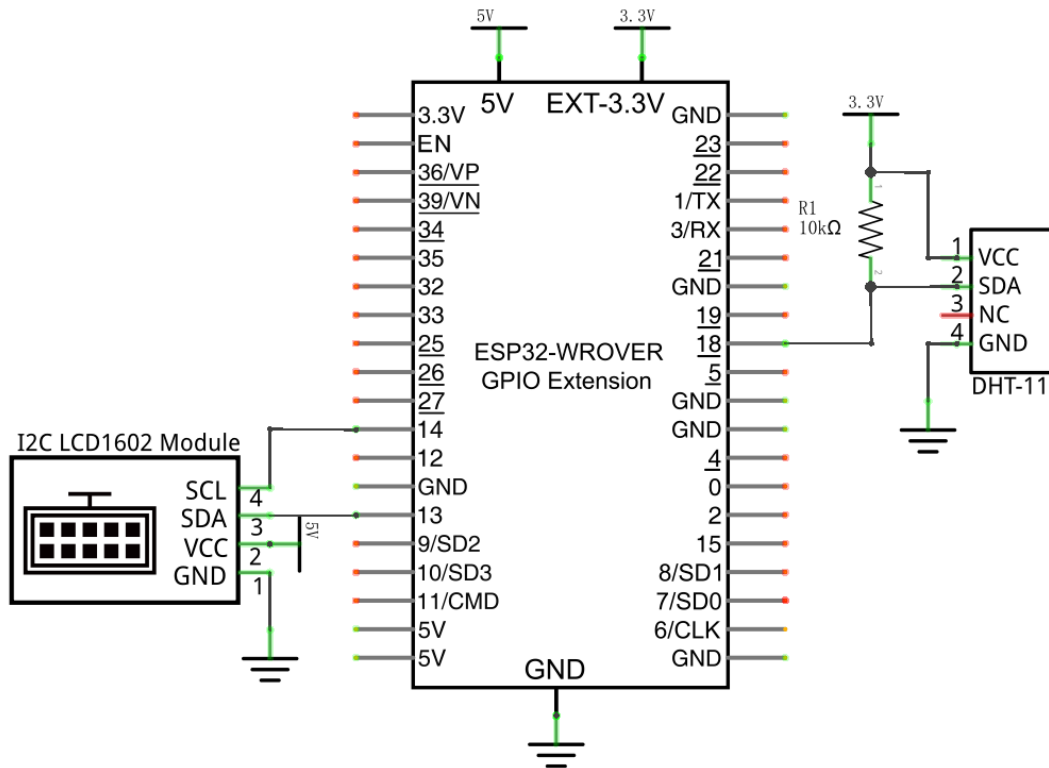 5V
3.3V
5V
EXT-3.3V
3.3V
EN
36/VP
39/VN
34
35
32
33
25
26
27
14
12
GND
13
9/SD2
10/SD3
11/CMD
5V
5V
GND
23
22
1/TX
3/RX
21
GND
19
18
5
GND
GND
4
0
2
15
8/SD1
7/SD0
6/CLK
GND
ESP32-WROVER
GPIO Extension
GND
I2C LCD1602 Module
SCL
4
SDA
3
VCC
2
GND
1
5V
3.3V
1
R1
10kΩ
2
1
VCC
2
SDA
3
NC
4
GND
DHT-11